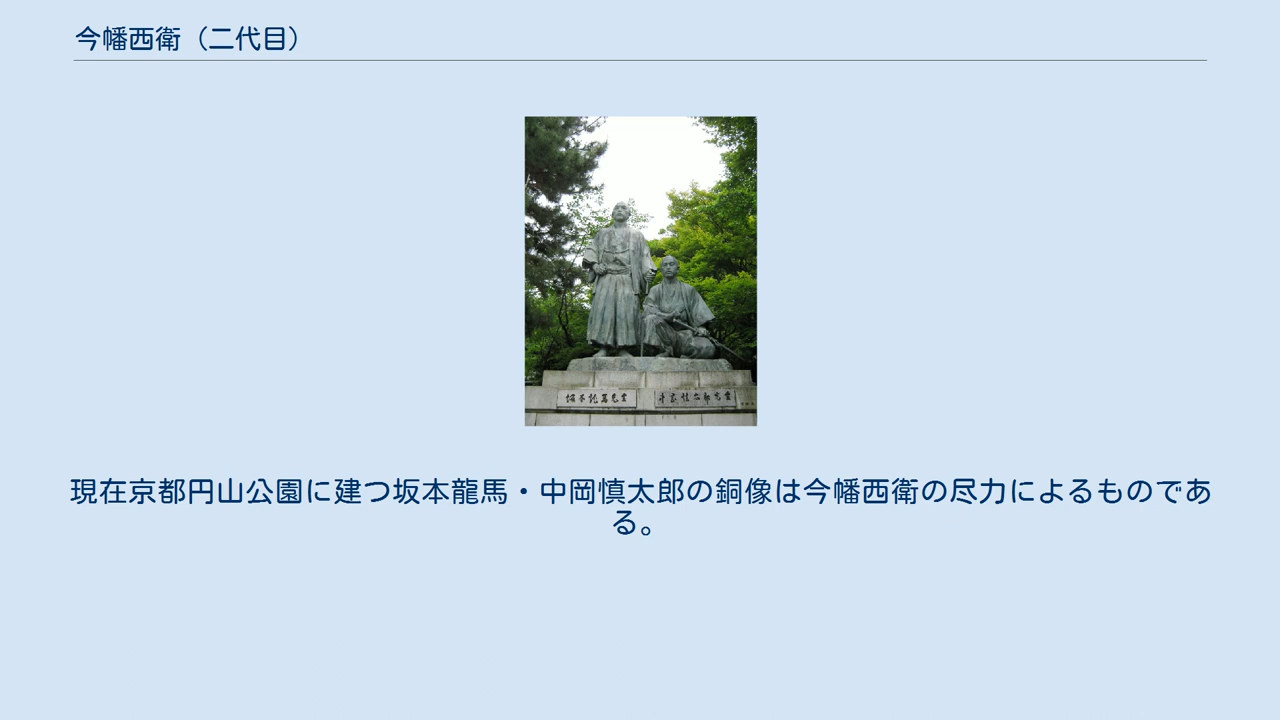 今幡西衛（二代目）
現在京都円山公園に建つ坂本龍馬・中岡慎太郎の銅像は今幡西衛の尽力によるものであ
る。